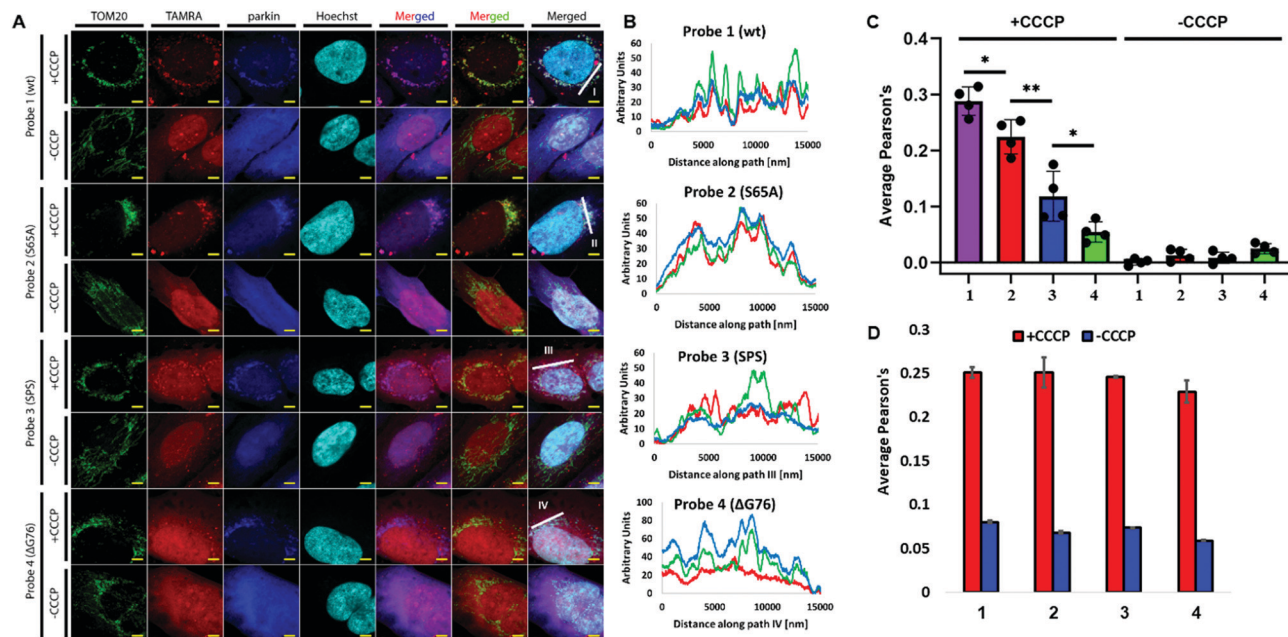 A
TOM20 TAMRA parkin Hoechst Merged Merged Merged
Probe 1 (wt)
+CCCP
I
-CCCP
Probe 2 (S65A)
+CCCP
II
-CCCP
Probe 3 (SPS)
+CCCP
III
-CCCP
Probe 4 (ΔG76)
+CCCP
IV
-CCCP
B
Probe 1 (wt)
Arbitrary Units
60
50
40
30
20
10
0
0 5000 10000 15000
Distance along path [nm]
Probe 2 (S65A)
Arbitrary Units
60
50
40
30
20
10
0
0 5000 10000 15000
Distance along path [nm]
Probe 3 (SPS)
Arbitrary Units
60
50
40
30
20
10
0
0 5000 10000 15000
Distance along path III [nm]
Probe 4 (ΔG76)
Arbitrary Units
100
80
60
40
20
0
0 5000 10000 15000
Distance along path IV [nm]
C
+CCCP -CCCP
Average Pearson's
0.4
0.3
0.2
0.1
0.0
* ** *
1 2 3 4 1 2 3 4
D
+CCCP -CCCP
Average Pearson's
0.3
0.25
0.2
0.15
0.1
0.05
0
1 2 3 4